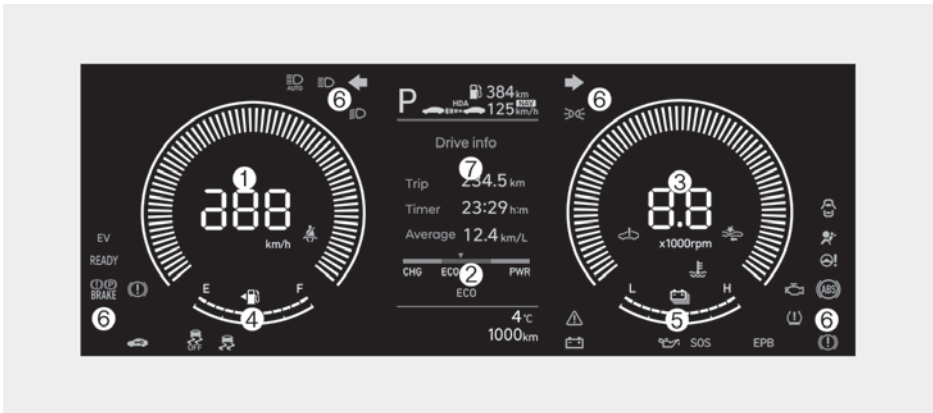 AUTO
6
P
384km
HDA
NAV
125km/h
6
Drive info
7
1
288
km/h
Trip 234.5 km
Timer 23:29 h:m
Average 12.4 km/L
3
8.8
x1000rpm
EV
READY
BRAKE
6
CHG ECO PWR
2
ECO
E F
4
L H
5
ABS
6
4℃
1000km
OFF
SOS
EPB